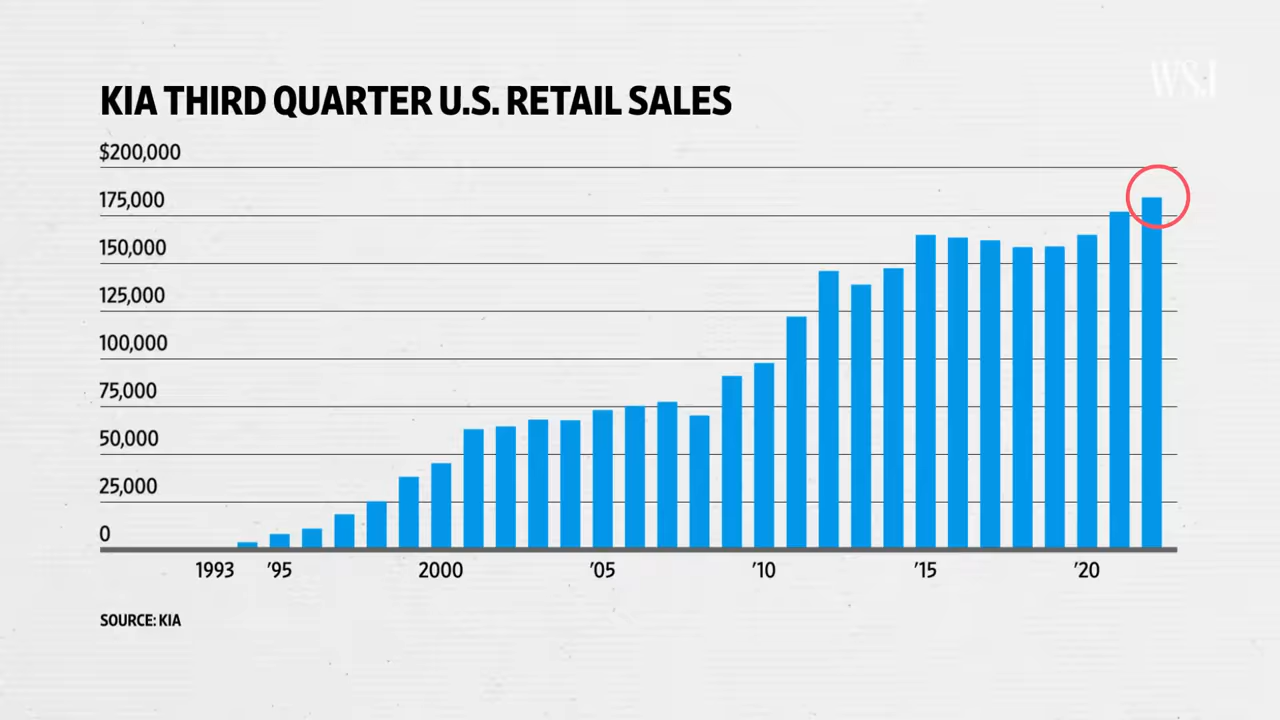 WSJ
KIA THIRD QUARTER U.S. RETAIL SALES
$200,000
175,000
150,000
125,000
100,000
75,000
50,000
25,000
0
1993 '95 2000 '05 '10 '15 '20
SOURCE: KIA